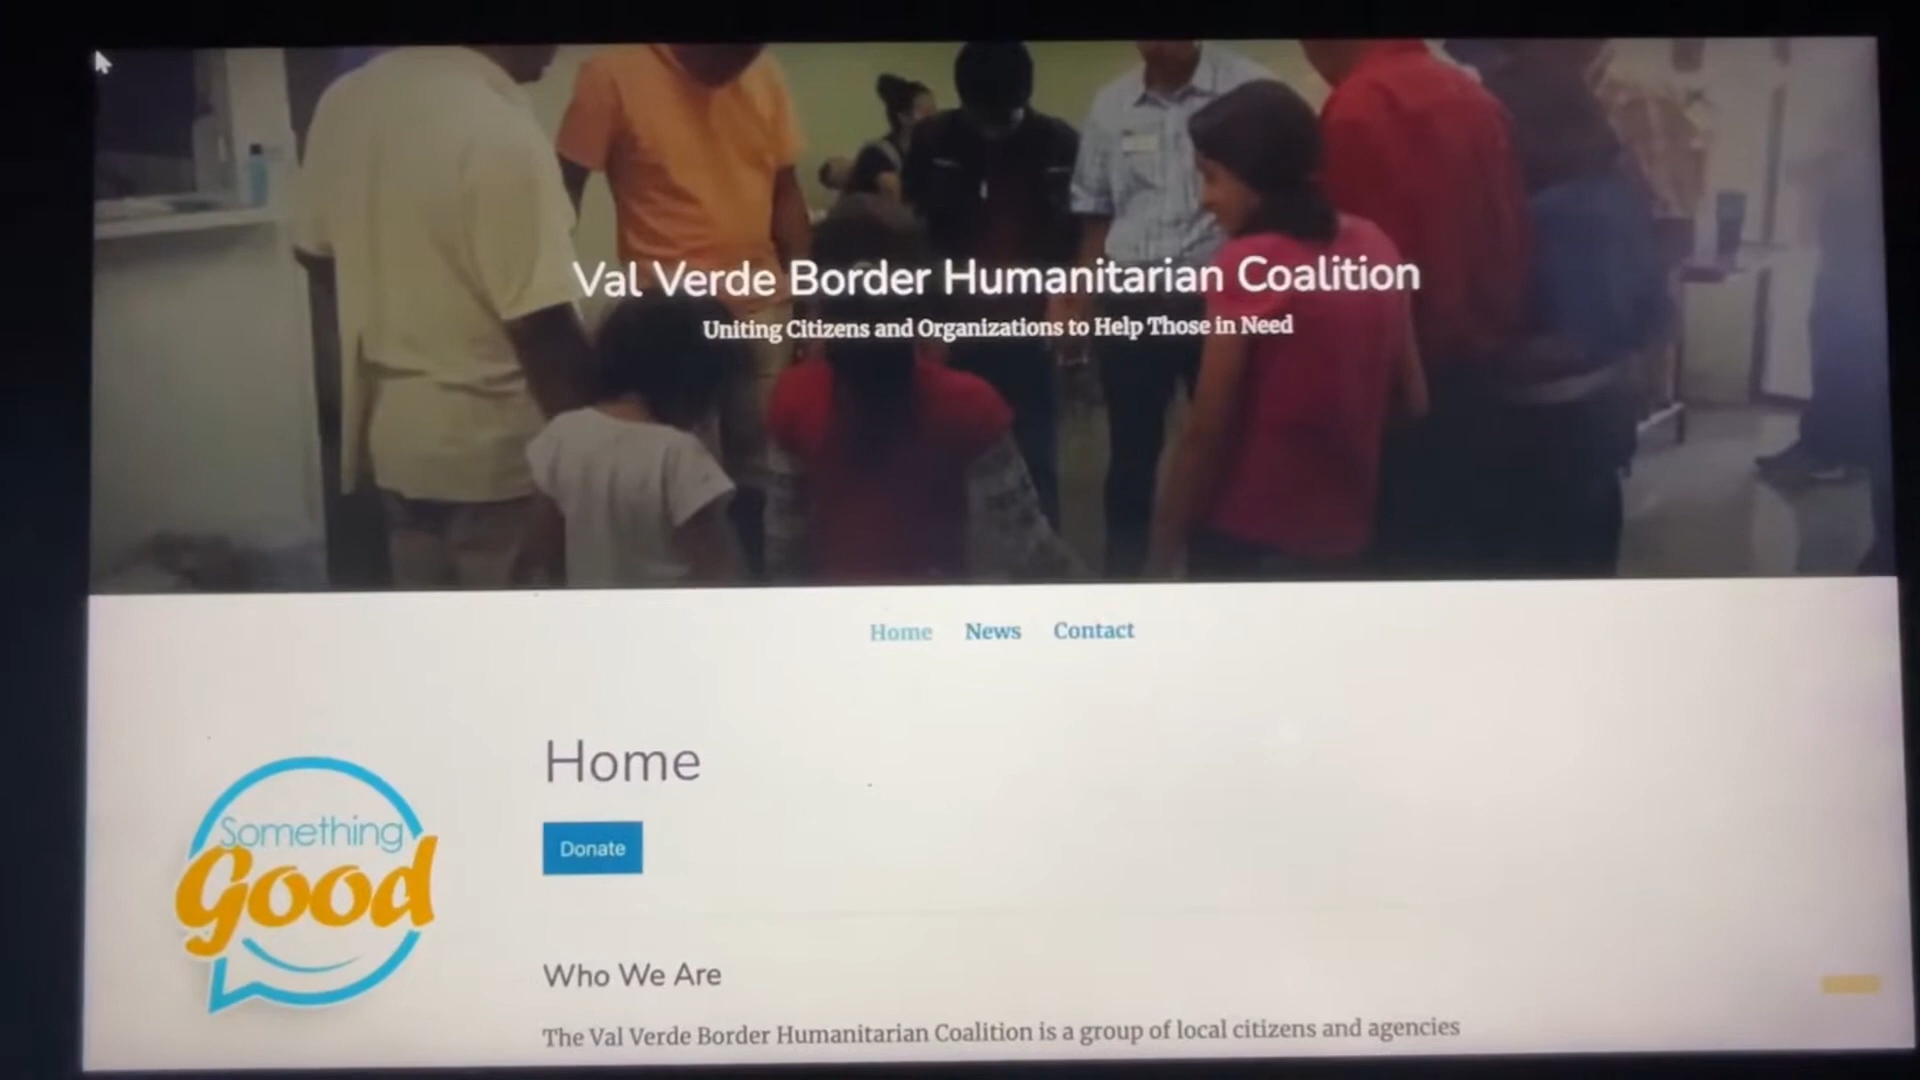 Val Verde Border Humanitarian Coalition
Uniting Citizens and Organizations to Help Those in Need
Home News Contact
Home
Something
Good
Donate
Who We Are
The Val Verde Border Humanitarian Coalition is a group of local citizens and agencies